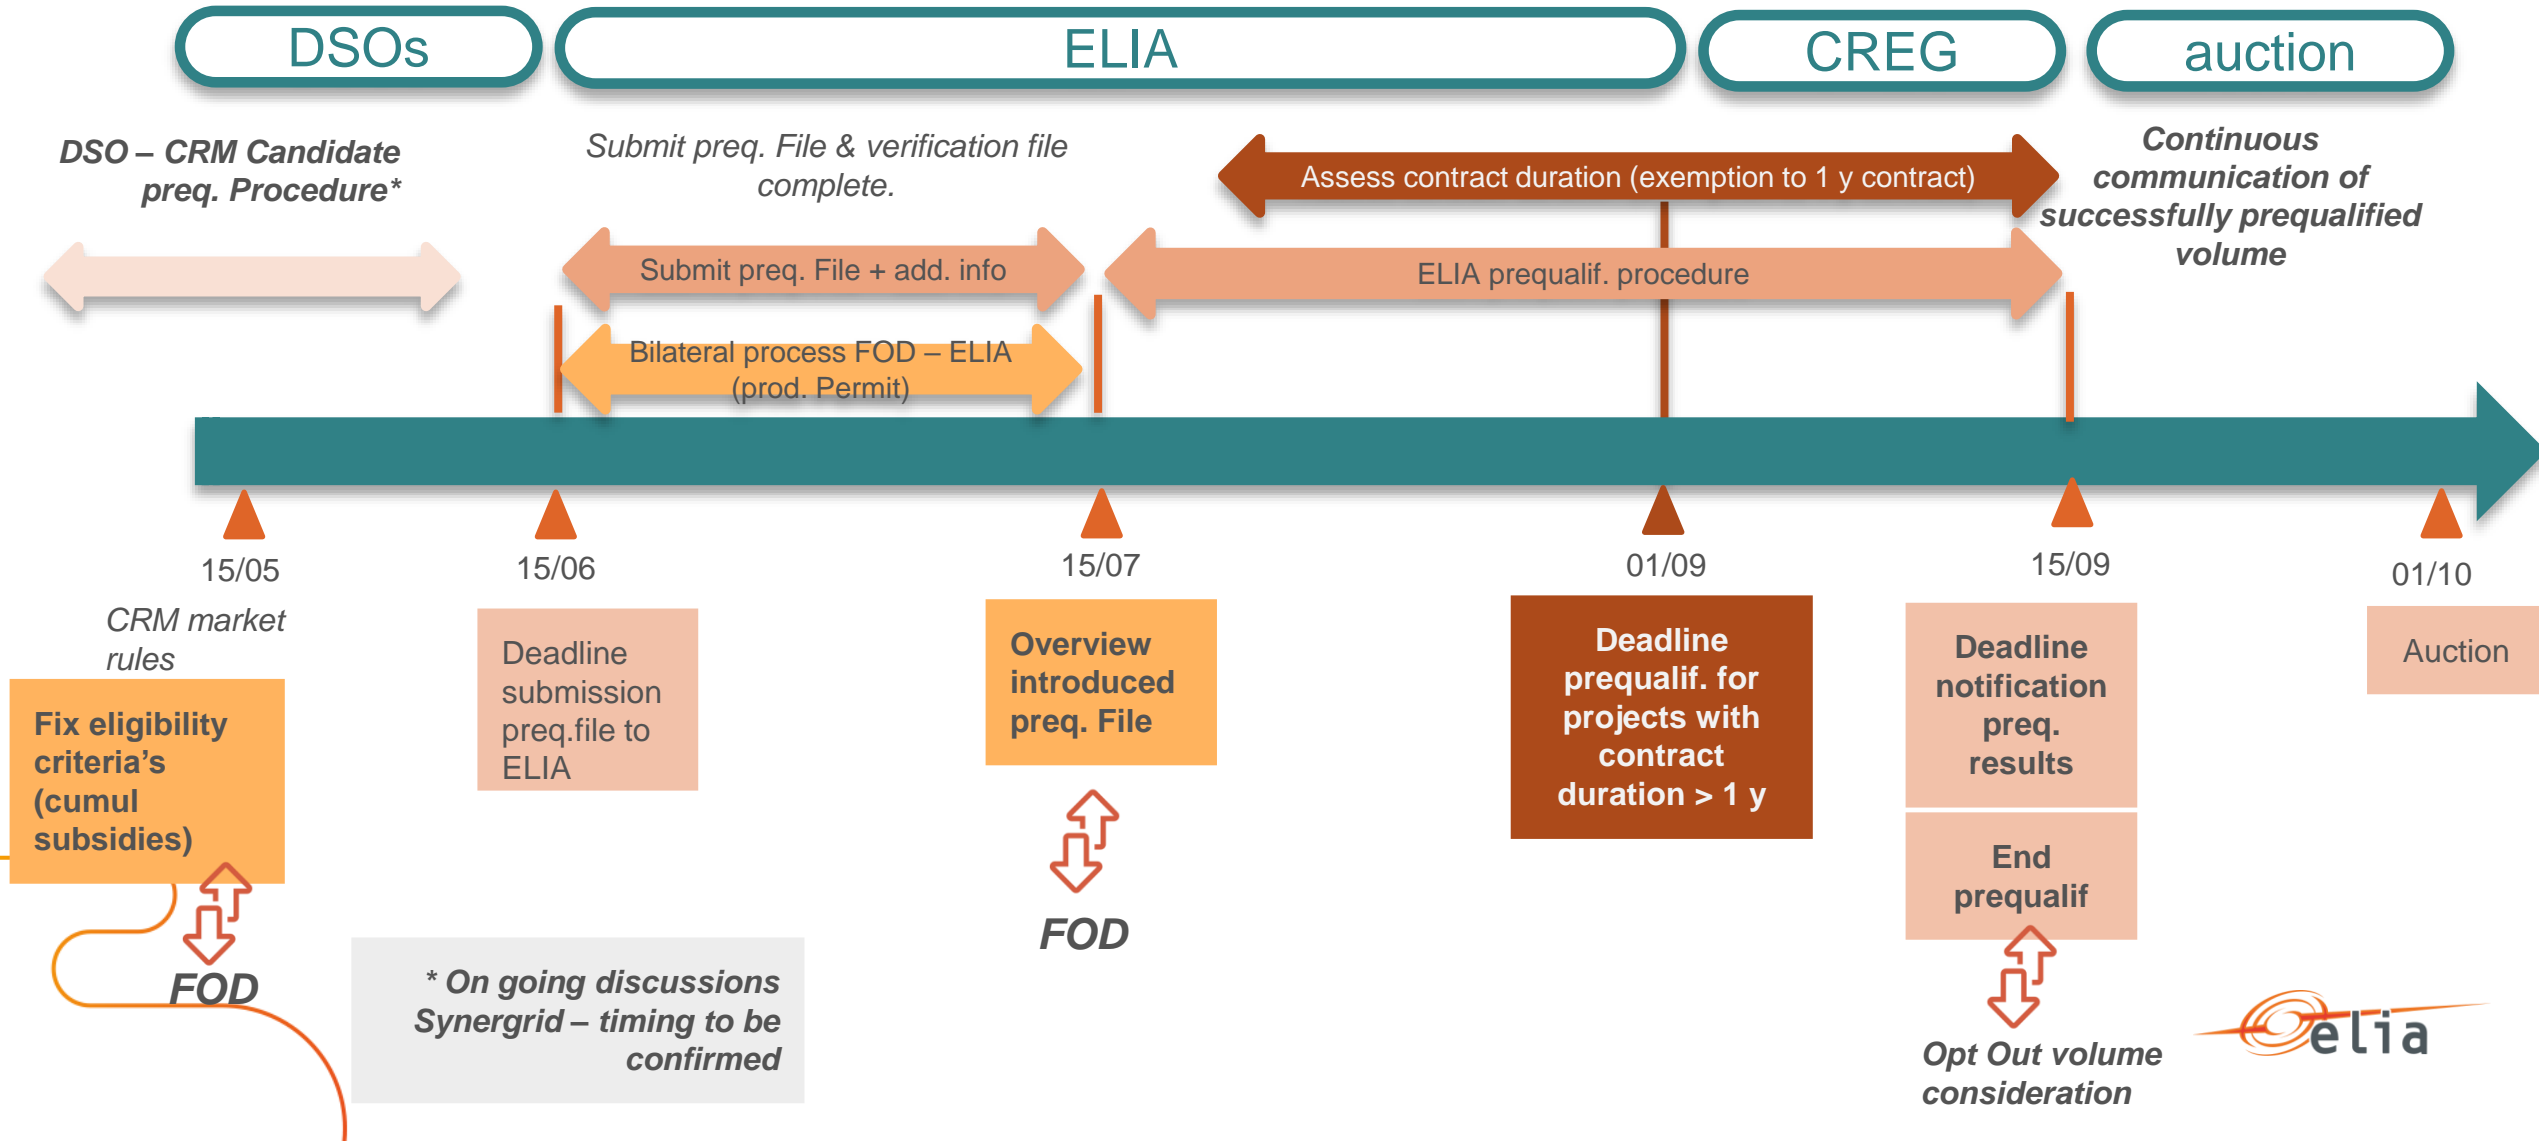 DSOs
ELIA
CREG
auction
DSO – CRM Candidate
preq. Procedure*
Submit preq. File & verification file
complete.
Assess contract duration (exemption to 1 y contract)
Continuous
communication of
successfully prequalified
volume
Submit preq. File + add. info
ELIA prequalif. procedure
Bilateral process FOD – ELIA
(prod. Permit)
15/05
15/06
15/07
01/09
15/09
01/10
CRM market
rules
Fix eligibility
criteria’s
(cumul
subsidies)
FOD
Deadline
submission
preq.file to
ELIA
Overview
introduced
preq. File
FOD
Deadline
prequalif. for
projects with
contract
duration > 1 y
Deadline
notification
preq.
results
End
prequalif
Opt Out volume
consideration
Auction
* On going discussions
Synergrid – timing to be
confirmed
elia